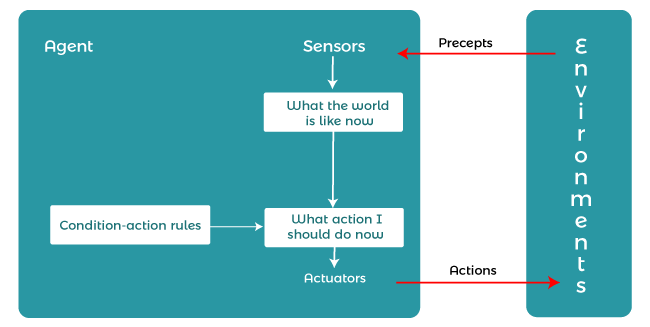 Agent
Sensors
Precepts
What the world
is like now
Condition-action rules
What action I
should do now
Actuators
Actions
Environments